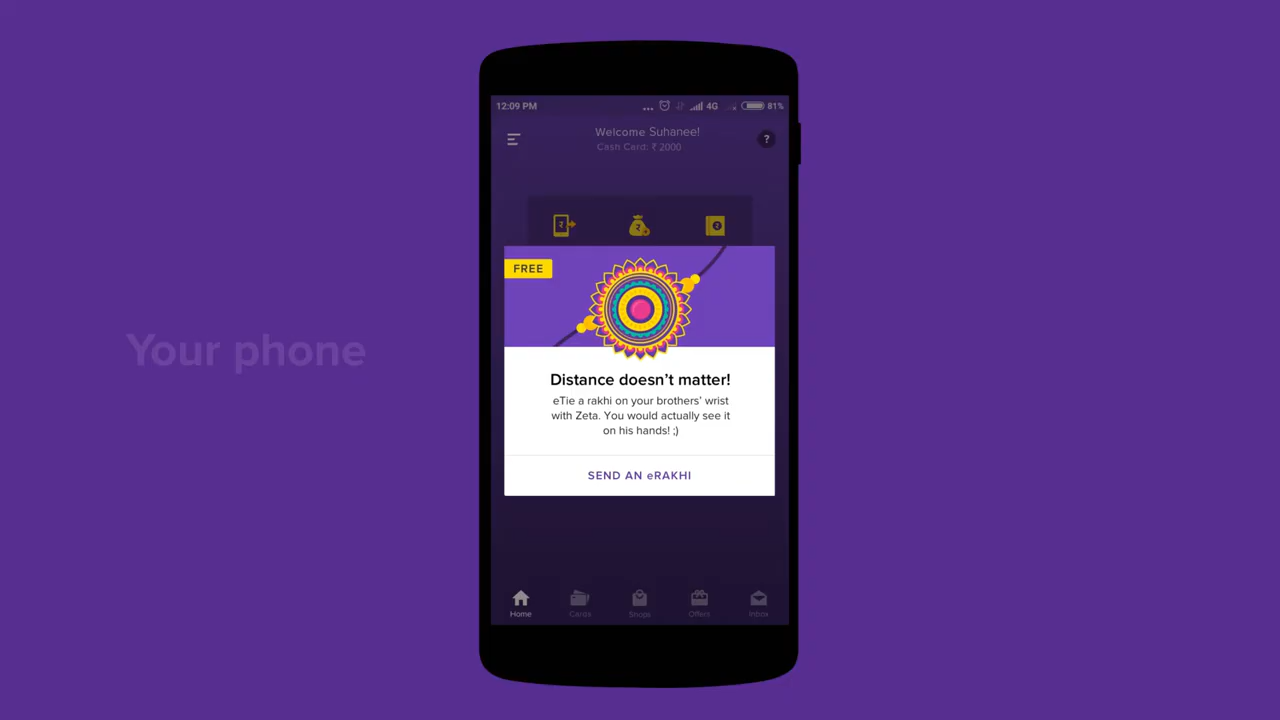 12:09 PM
4G
81%
Welcome Suhanee!
Cash Card: ₹ 2000
?
FREE
Your phone
Distance doesn't matter!
eTie a rakhi on your brothers' wrist
with Zeta. You would actually see it
on his hands! ;)
SEND AN eRAKHI
Home
Cards
Shops
Offers
Inbox